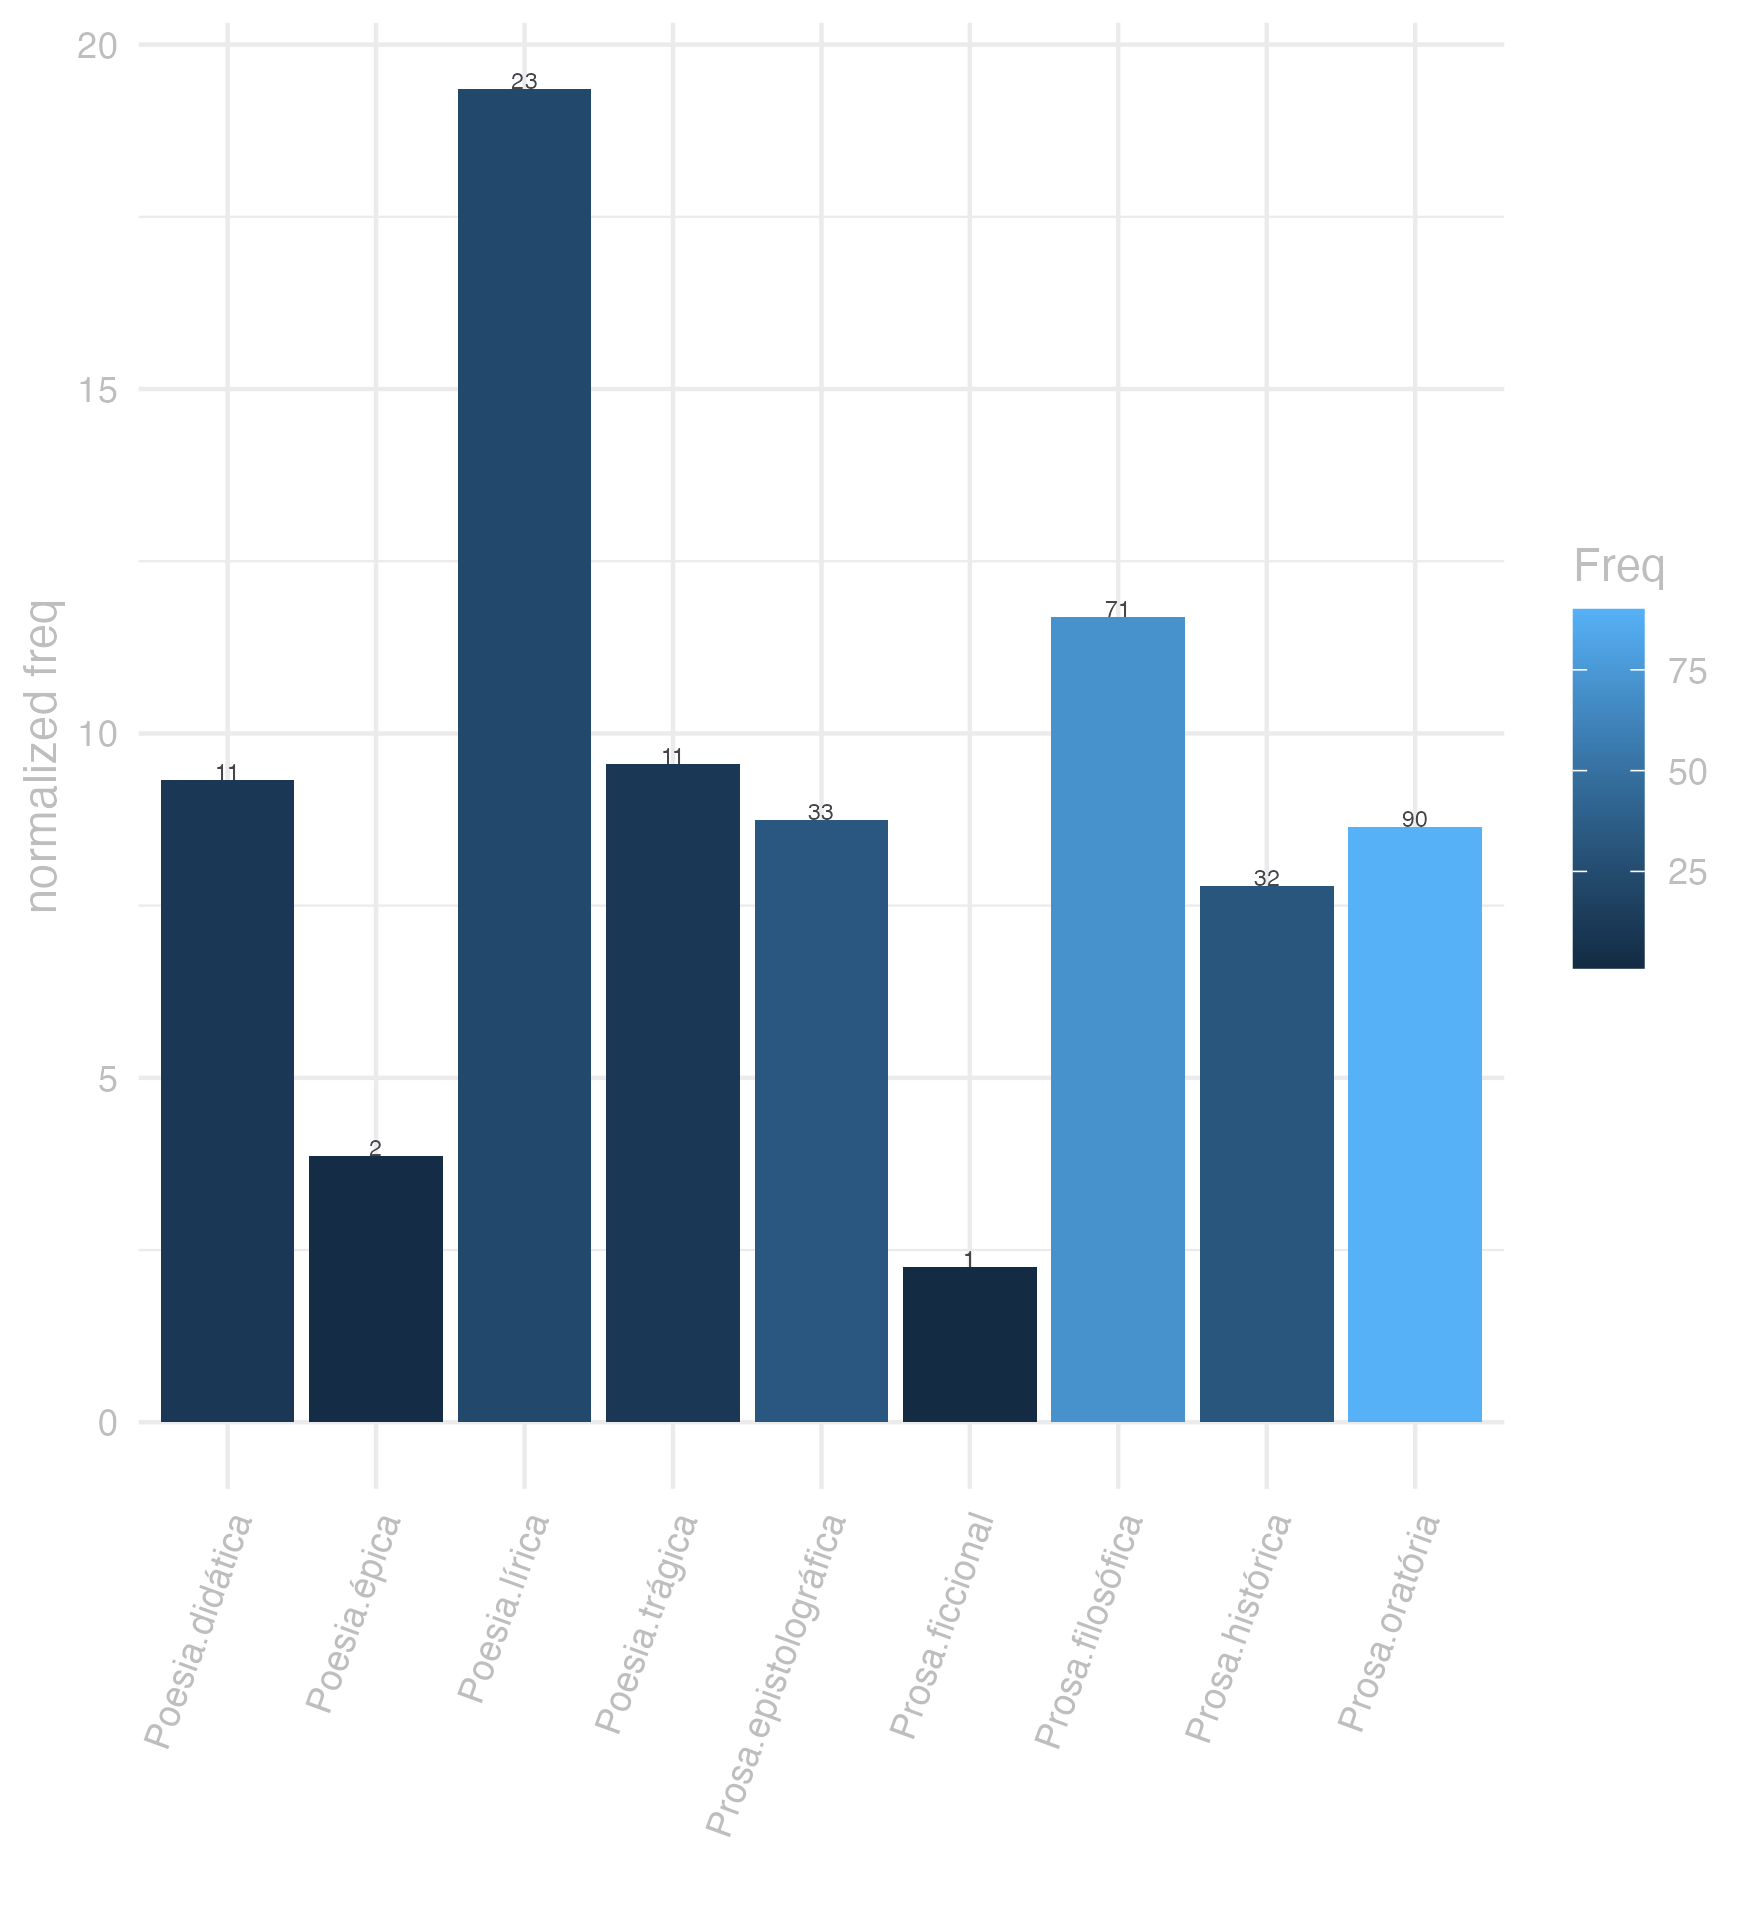 20
15
10
5
0
normalized freq
11
2
23
11
33
1
71
32
90
Poesia.didática
Poesia.épica
Poesia.lírica
Poesia.trágica
Prosa.epistolográfica
Prosa.ficcional
Prosa.filosófica
Prosa.histórica
Prosa.oratória
Freq
75
50
25